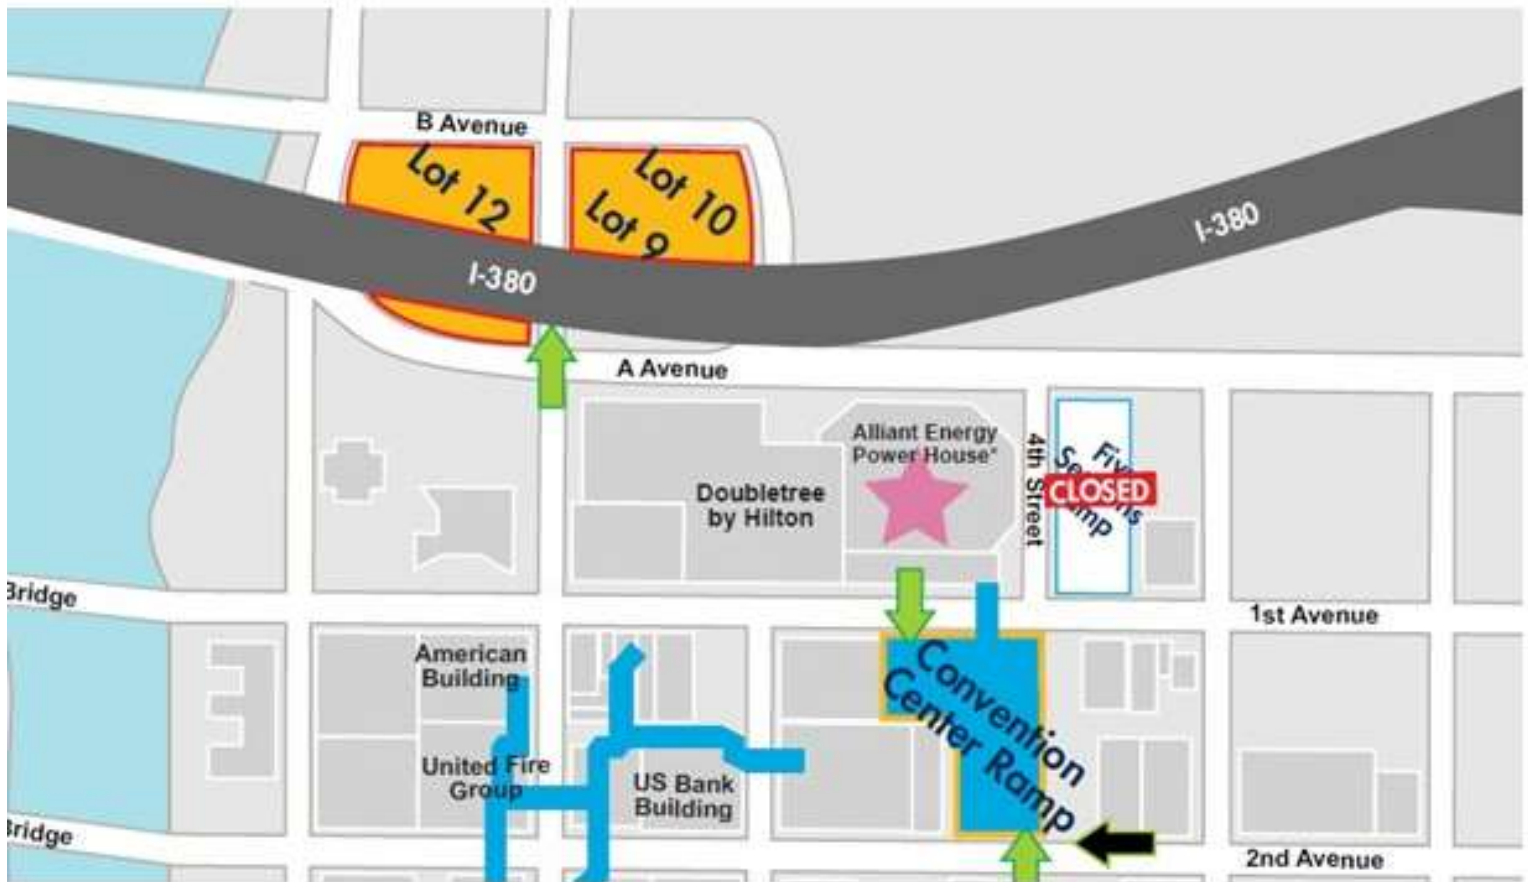 B Avenue
Lot 12
Lot 10
Lot 9
I-380
I-380
A Avenue
Alliant Energy
Power House*
4th Street
CLOSED
Doubletree
by Hilton
Bridge
1st Avenue
American
Building
Convention
Center Ramp
United Fire
Group
US Bank
Building
Bridge
2nd Avenue